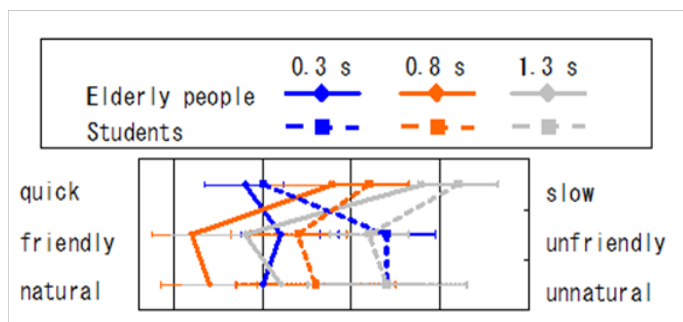 0.3 s 0.8 s 1.3 s
Elderly people
Students
quick slow
friendly unfriendly
natural unnatural